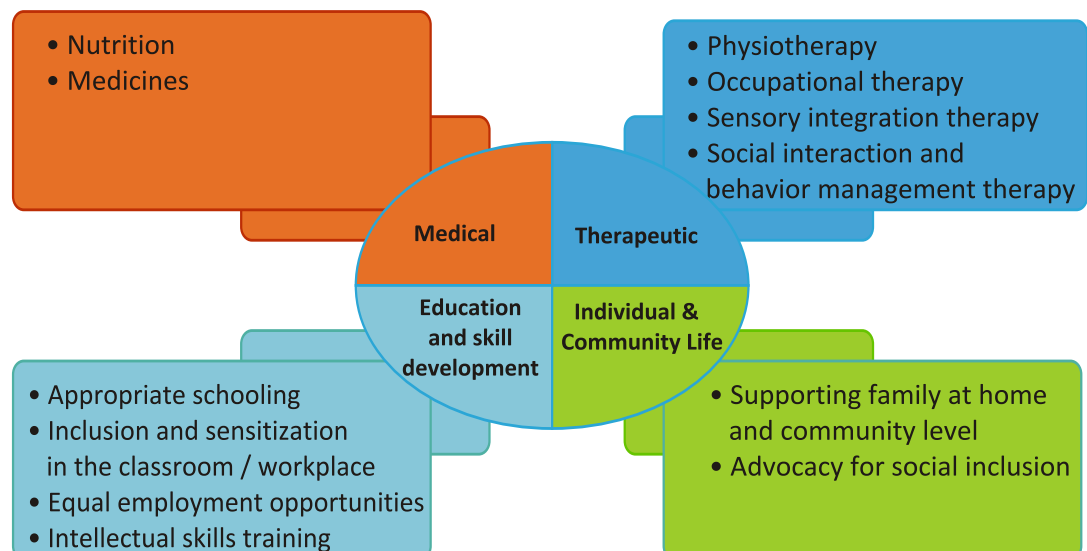 • Nutrition
• Medicines
• Physiotherapy
• Occupational therapy
• Sensory integration therapy
• Social interaction and
behavior management therapy
Medical
Therapeutic
Education
and skill
development
Individual &
Community Life
• Appropriate schooling
• Inclusion and sensitization
in the classroom / workplace
• Equal employment opportunities
• Intellectual skills training
• Supporting family at home
and community level
• Advocacy for social inclusion